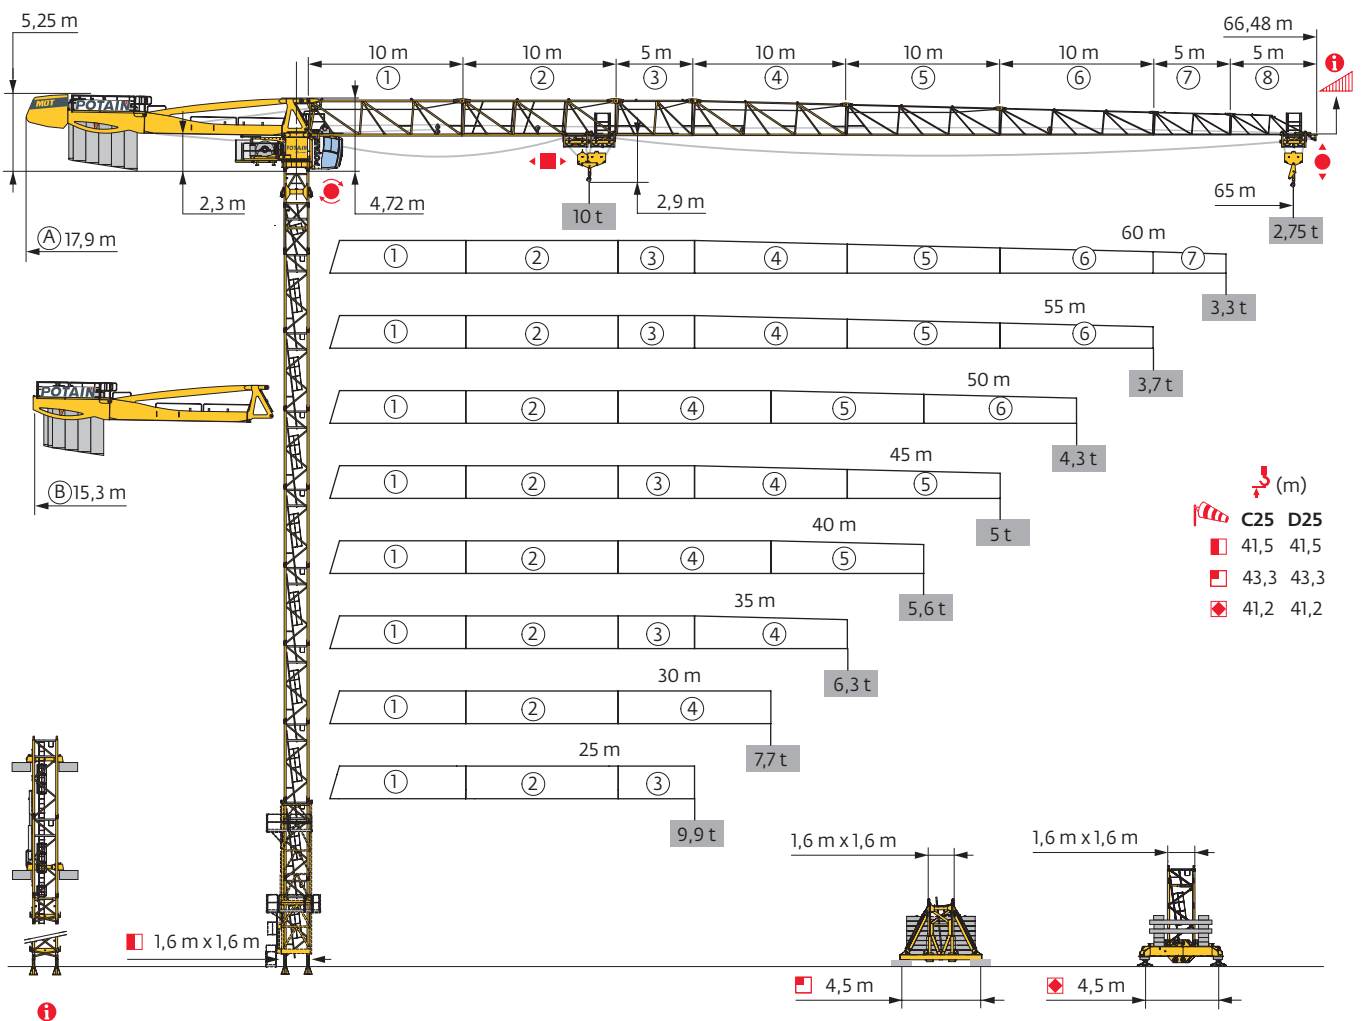 5,25 m
66,48 m
10 m 10 m 5 m 10 m 10 m 10 m 5 m 5 m
1 2 3 4 5 6 7 8
i
MDT POTAIN
POTAIN
2,3 m 4,72 m 2,9 m 65 m
10 t 2,75 t
A 17,9 m
60 m
1 2 3 4 5 6 7
3,3 t
55 m
1 2 3 4 5 6
3,7 t
POTAIN
50 m
1 2 4 5 6
4,3 t
B 15,3 m
45 m
1 2 3 4 5
5 t
(m)
C25 D25
41,5 41,5
43,3 43,3
41,2 41,2
40 m
1 2 4 5
5,6 t
35 m
1 2 3 4
6,3 t
30 m
1 2 4
7,7 t
25 m
1 2 3
9,9 t
1,6 m x 1,6 m 1,6 m x 1,6 m
1,6 m x 1,6 m
4,5 m 4,5 m
i